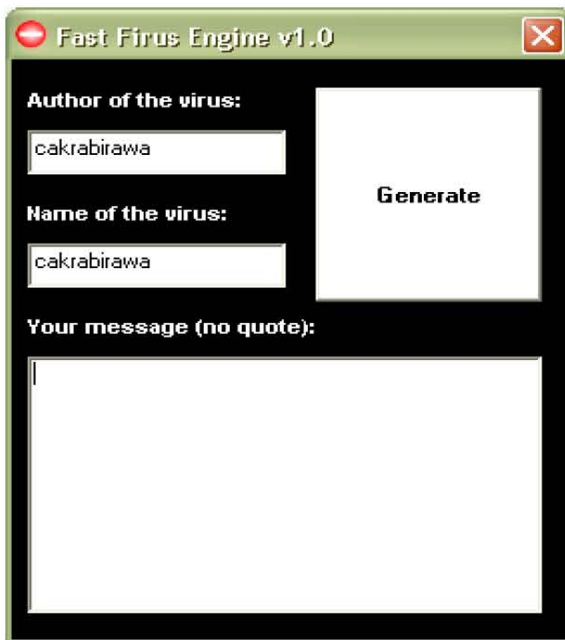 Fast Firus Engine v1.0
Author of the virus:
cakrabirawa
Generate
Name of the virus:
cakrabirawa
Your message (no quote):